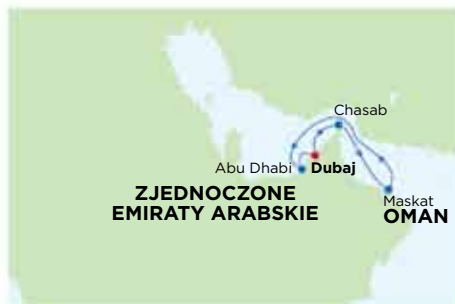 Chasab
Abu Dhabi Dubaj
ZJEDNOCZONE
EMIRATY ARABSKIE
Maskat
OMAN